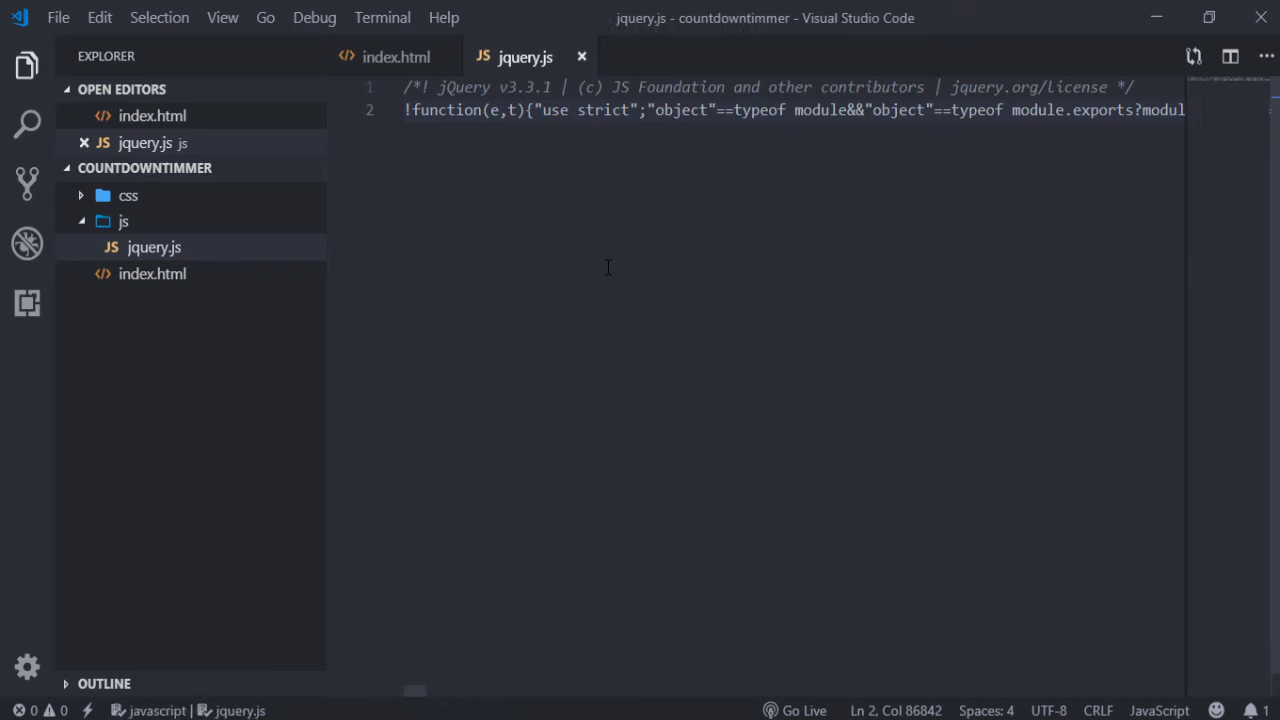 File Edit Selection View Go Debug Terminal Help
jquery.js - countdowntimmer - Visual Studio Code
EXPLORER
index.html
JS jquery.js
OPEN EDITORS
index.html
JS jquery.js js
COUNTDOWNTIMMER
css
js
JS jquery.js
index.html
OUTLINE
1 /*! jQuery v3.3.1 | (c) JS Foundation and other contributors | jquery.org/license */
2 !function(e,t){"use strict";"object"==typeof module&&"object"==typeof module.exports?modul
0 0 javascript | jquery.js Go Live Ln 2, Col 86842 Spaces: 4 UTF-8 CRLF JavaScript 1